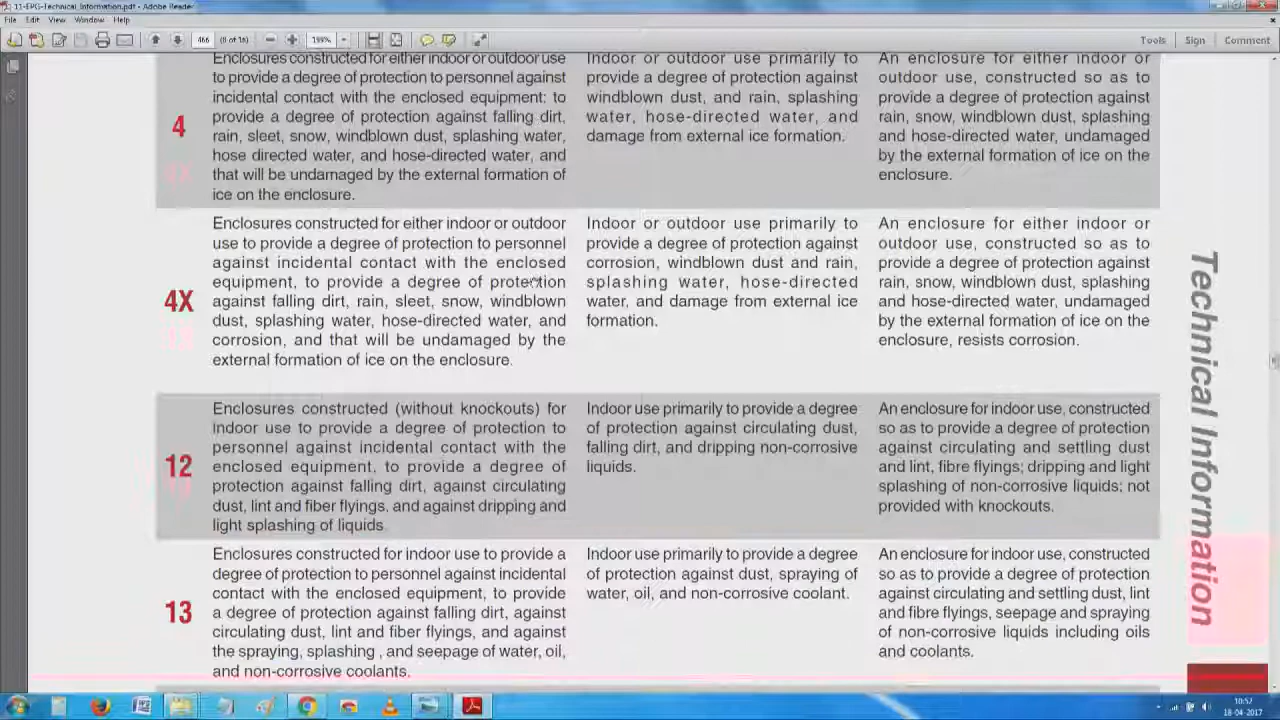 11-EPG-Technical_Information.pdf - Adobe Reader
File Edit View Window Help
466 (8 of 16) 199% Tools Sign Comment
Enclosures constructed for either indoor or outdoor use
to provide a degree of protection to personnel against
incidental contact with the enclosed equipment; to
provide a degree of protection against falling dirt,
rain, sleet, snow, windblown dust, splashing water,
hose directed water, and hose-directed water, and
that will be undamaged by the external formation of
ice on the enclosure.
Indoor or outdoor use primarily to
provide a degree of protection against
windblown dust, and rain, splashing
water, hose-directed water, and
damage from external ice formation.
An enclosure for either indoor or
outdoor use, constructed so as to
provide a degree of protection against
rain, snow, windblown dust, splashing
and hose-directed water, undamaged
by the external formation of ice on the
enclosure.
4
4X
Enclosures constructed for either indoor or outdoor
use to provide a degree of protection to personnel
against incidental contact with the enclosed
equipment, to provide a degree of protection
against falling dirt, rain, sleet, snow, windblown
dust, splashing water, hose-directed water, and
corrosion, and that will be undamaged by the
external formation of ice on the enclosure.
Indoor or outdoor use primarily to
provide a degree of protection against
corrosion, windblown dust and rain,
splashing water, hose-directed
water, and damage from external ice
formation.
An enclosure for either indoor or
outdoor use, constructed so as to
provide a degree of protection against
rain, snow, windblown dust, splashing
and hose-directed water, undamaged
by the external formation of ice on the
enclosure, resists corrosion.
12
Enclosures constructed (without knockouts) for
indoor use to provide a degree of protection to
personnel against incidental contact with the
enclosed equipment, to provide a degree of
protection against falling dirt, against circulating
dust, lint and fiber flyings, and against dripping and
light splashing of liquids.
Indoor use primarily to provide a degree
of protection against circulating dust,
falling dirt, and dripping non-corrosive
liquids.
An enclosure for indoor use, constructed
so as to provide a degree of protection
against circulating and settling dust
and lint, fibre flyings; dripping and light
splashing of non-corrosive liquids; not
provided with knockouts.
13
Enclosures constructed for indoor use to provide a
degree of protection to personnel against incidental
contact with the enclosed equipment, to provide
a degree of protection against falling dirt, against
circulating dust, lint and fiber flyings, and against
the spraying, splashing , and seepage of water, oil,
and non-corrosive coolants.
Indoor use primarily to provide a degree
of protection against dust, spraying of
water, oil, and non-corrosive coolant.
An enclosure for indoor use, constructed
so as to provide a degree of protection
against circulating and settling dust, lint
and fibre flyings, seepage and spraying
of non-corrosive liquids including oils
and coolants.
Technical Information
10:57
18-04-2017